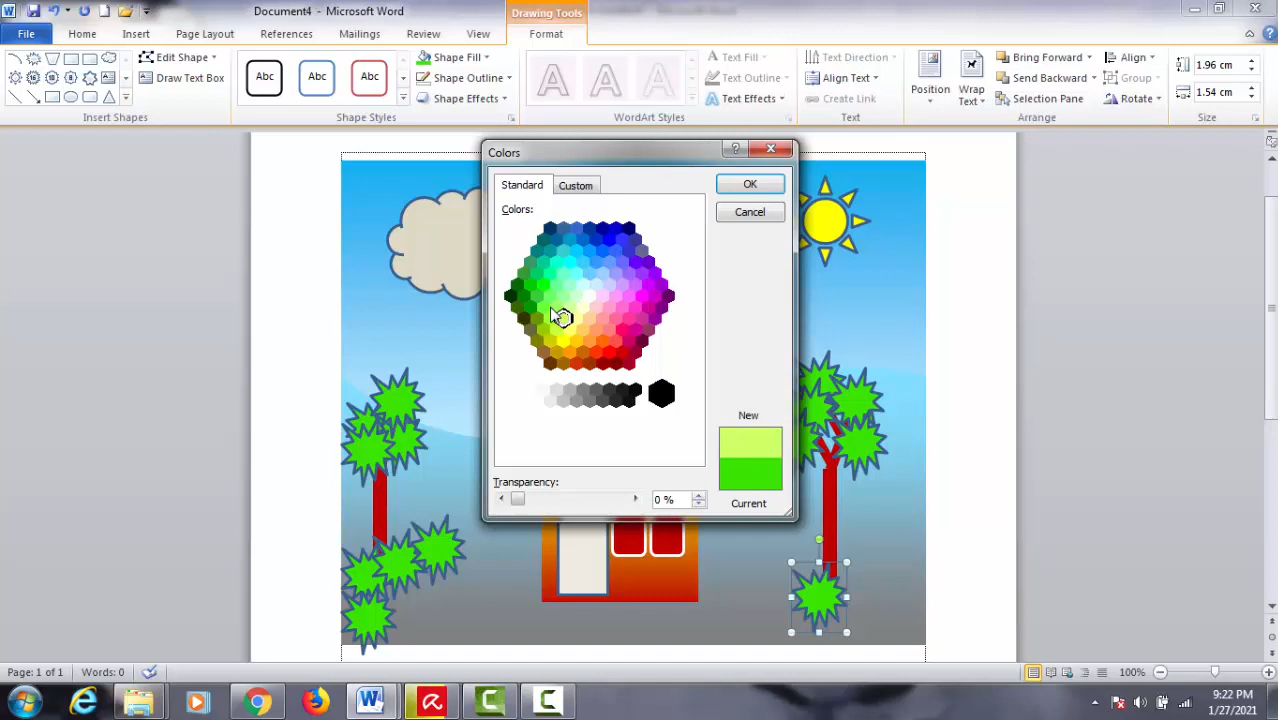 Document4 - Microsoft Word
Drawing Tools
File Home Insert Page Layout References Mailings Review View Format
Edit Shape
Draw Text Box
Insert Shapes
Abc Abc Abc
Shape Fill
Shape Outline
Shape Effects
Shape Styles
A A A
Text Fill
Text Outline
Text Effects
WordArt Styles
Text Direction
Align Text
Create Link
Text
Position
Wrap
Text
Bring Forward
Send Backward
Selection Pane
Align
Group
Rotate
Arrange
1.96 cm
1.54 cm
Size
Colors
Standard Custom
Colors:
OK
Cancel
New
Current
Transparency:
0 %
Page: 1 of 1 Words: 0
100%
9:22 PM
1/27/2021